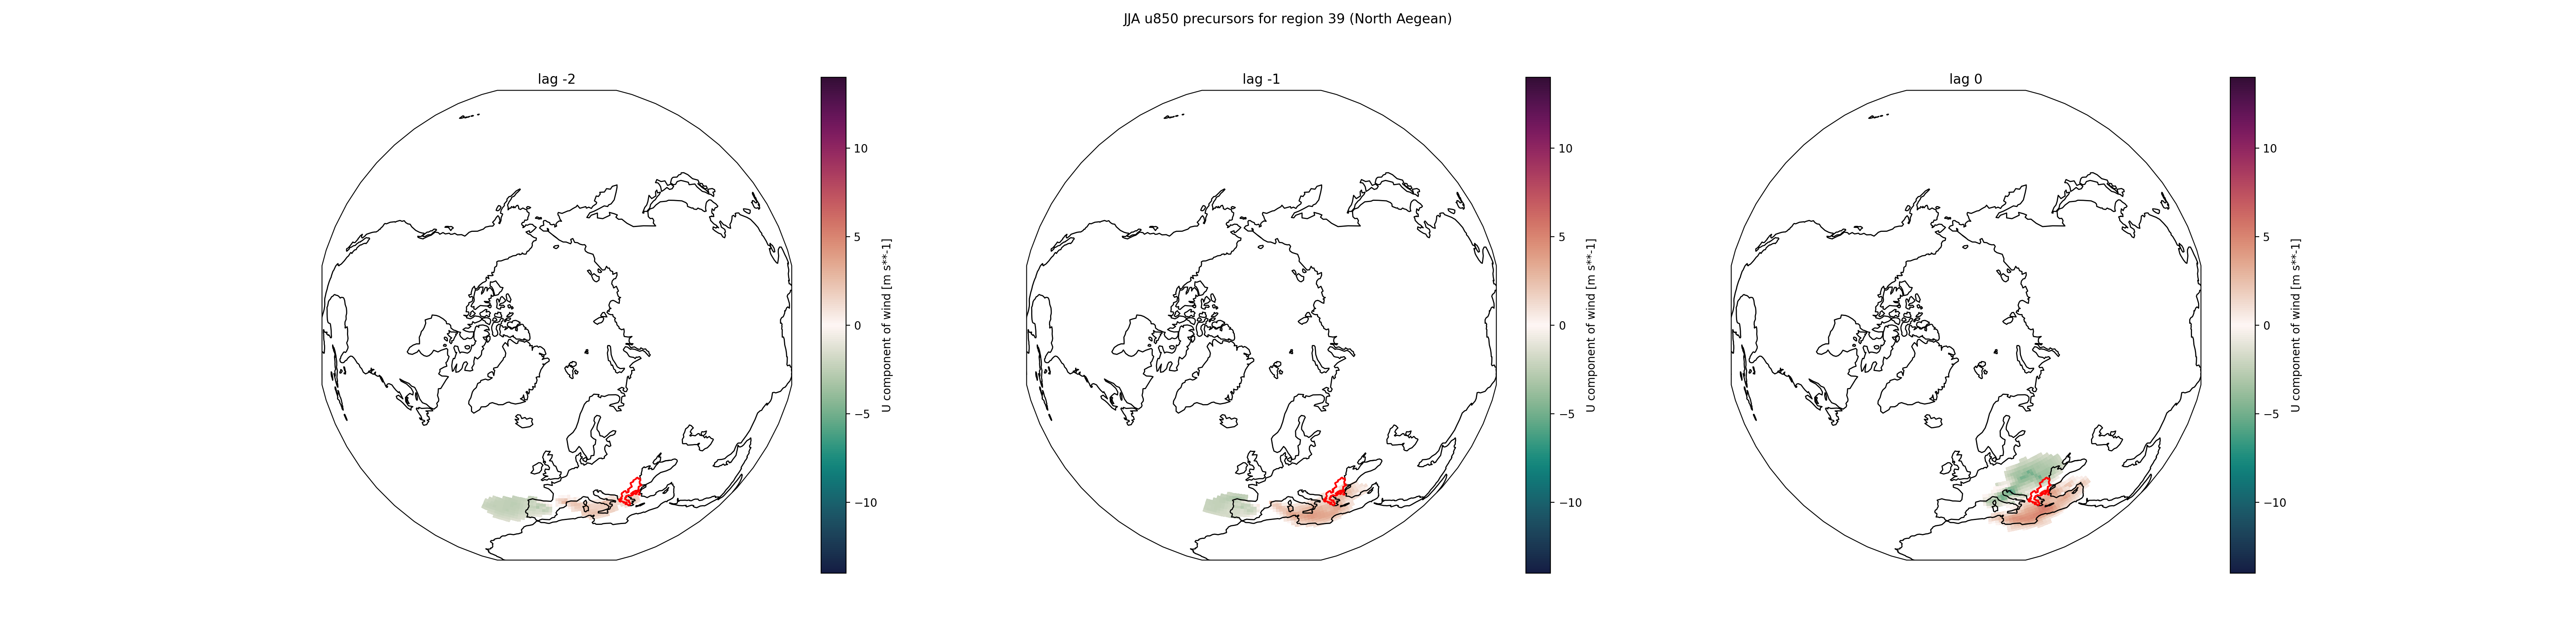 JJA u850 precursors for region 39 (North Aegean)
lag -2
10
5
0
−5
−10
U component of wind [m s**-1]
lag -1
10
5
0
−5
−10
U component of wind [m s**-1]
lag 0
10
5
0
−5
−10
U component of wind [m s**-1]